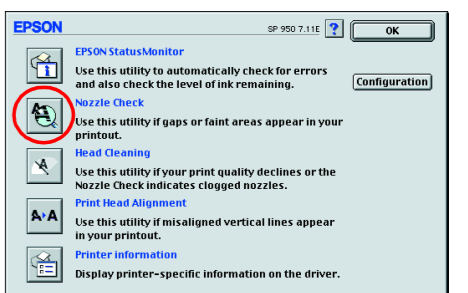 EPSON
SP 950 7.11E
?
OK
EPSON StatusMonitor
Use this utility to automatically check for errors
and also check the level of ink remaining.
Configuration
Nozzle Check
Use this utility if gaps or faint areas appear in your
printout.
Head Cleaning
Use this utility if your print quality declines or the
Nozzle Check indicates clogged nozzles.
Print Head Alignment
Use this utility if misaligned vertical lines appear
in your printout.
Printer information
Display printer-specific information on the driver.